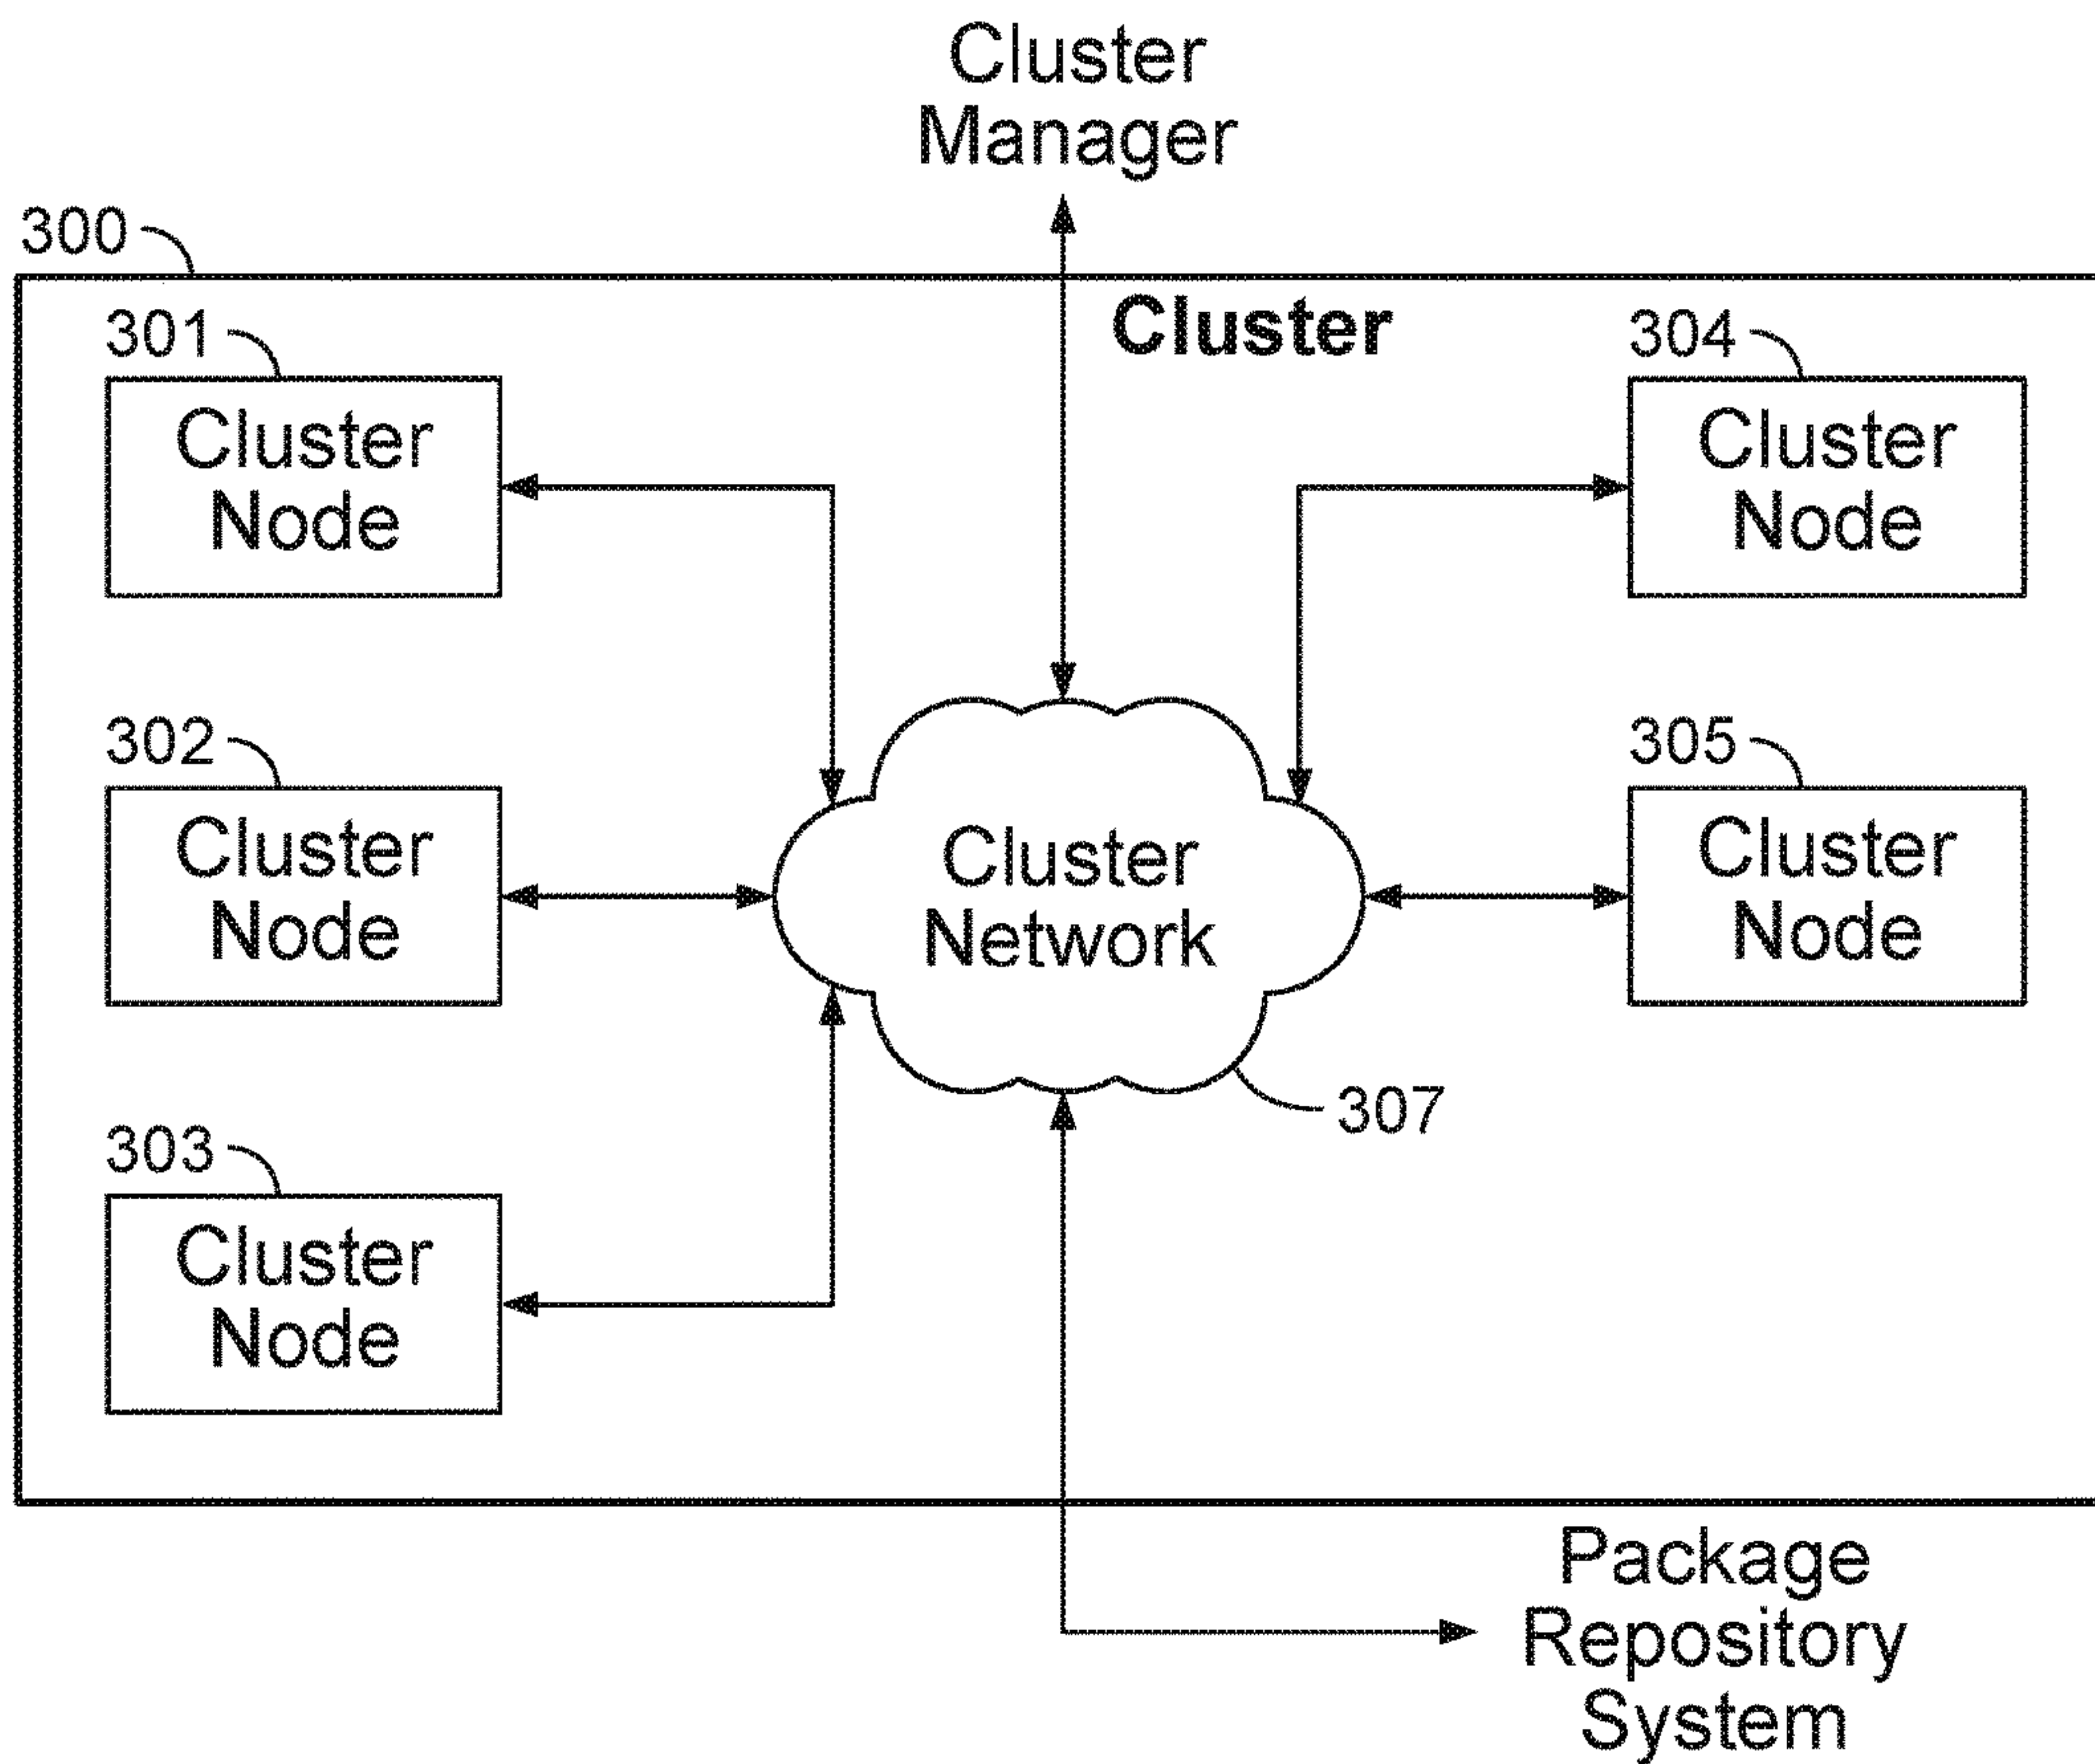 Cluster
Manager
300
Cluster
301
Cluster
Node
304
Cluster
Node
302
Cluster
Node
Cluster
Network
305
Cluster
Node
307
303
Cluster
Node
Package
Repository
System